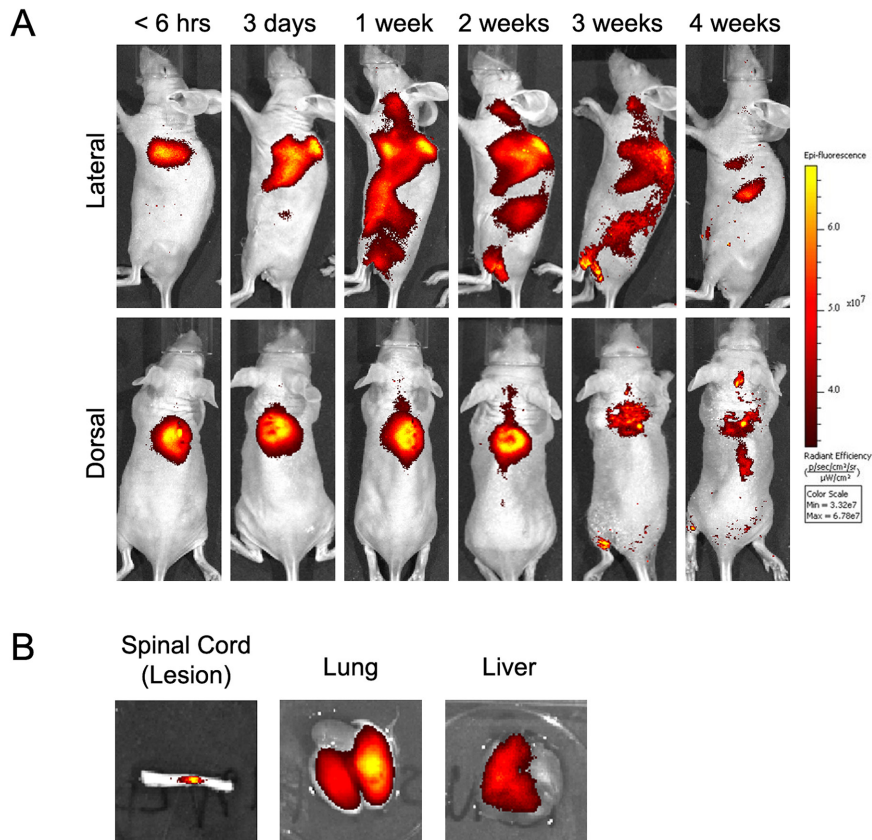 A
< 6 hrs 3 days 1 week 2 weeks 3 weeks 4 weeks
Lateral
Dorsal
Epi-fluorescence
6.0
5.0 x10⁷
4.0
Radiant Efficiency
(p/sec/cm²/sr / µW/cm²)
Color Scale
Min = 3.32e7
Max = 6.78e7
B
Spinal Cord
(Lesion)
Lung
Liver